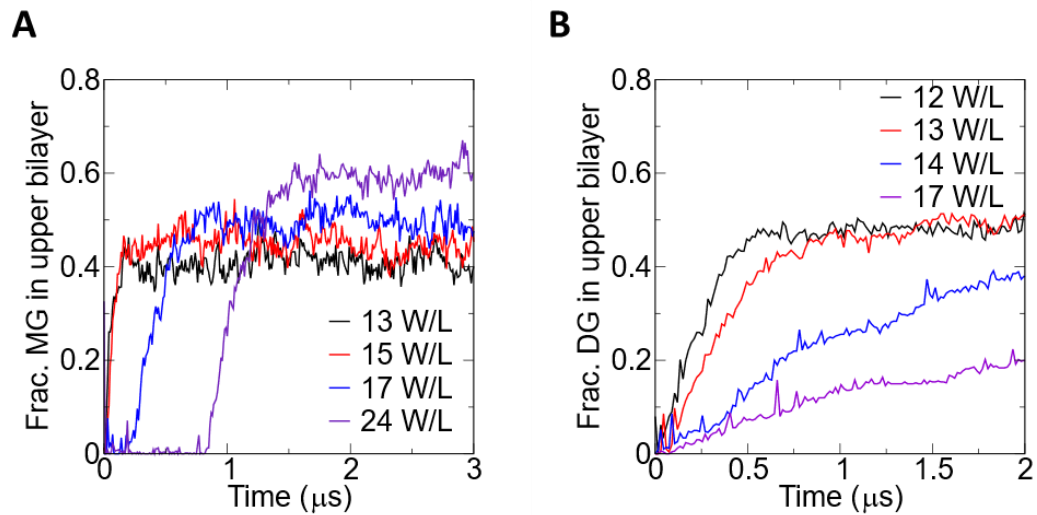 A
Frac. MG in upper bilayer
0.8
0.6
0.4
0.2
0
0 1 2 3
Time (μs)
13 W/L
15 W/L
17 W/L
24 W/L
B
Frac. DG in upper bilayer
0.8
0.6
0.4
0.2
0
0 0.5 1 1.5 2
Time (μs)
12 W/L
13 W/L
14 W/L
17 W/L